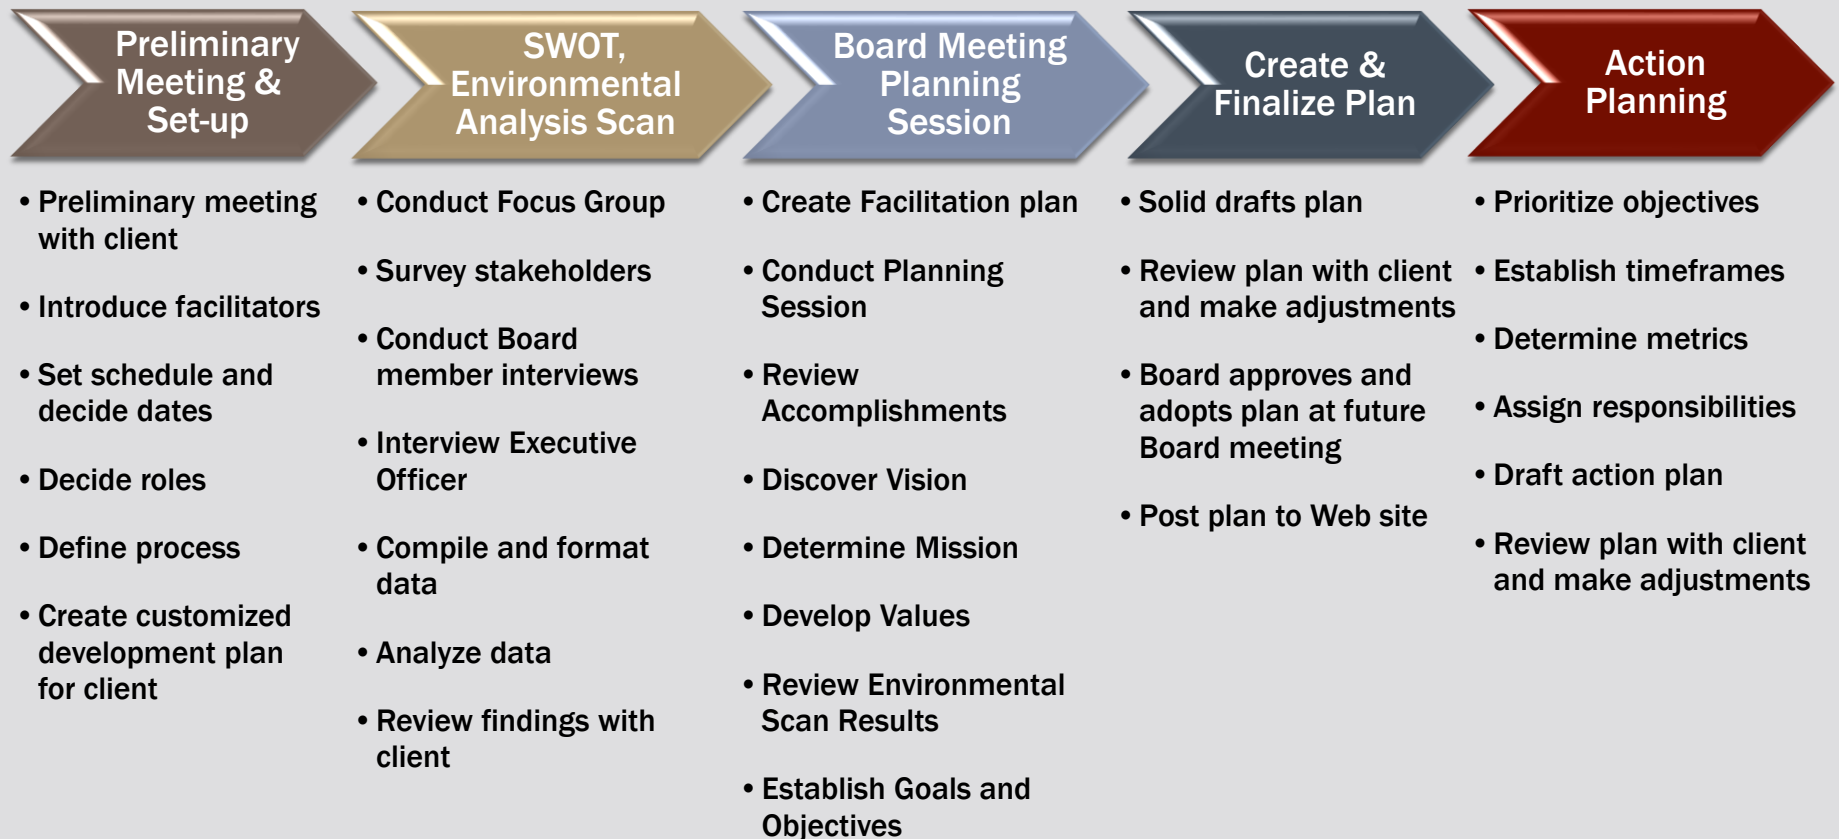 Preliminary
Meeting &
Set-up
SWOT,
Environmental
Analysis Scan
Board Meeting
Planning
Session
Create &
Finalize Plan
Action
Planning
• Preliminary meeting
with client
• Introduce facilitators
• Set schedule and
decide dates
• Decide roles
• Define process
• Create customized
development plan
for client
• Conduct Focus Group
• Survey stakeholders
• Conduct Board
member interviews
• Interview Executive
Officer
• Compile and format
data
• Analyze data
• Review findings with
client
• Create Facilitation plan
• Conduct Planning
Session
• Review
Accomplishments
• Discover Vision
• Determine Mission
• Develop Values
• Review Environmental
Scan Results
• Establish Goals and
Objectives
• Solid drafts plan
• Review plan with client
and make adjustments
• Board approves and
adopts plan at future
Board meeting
• Post plan to Web site
• Prioritize objectives
• Establish timeframes
• Determine metrics
• Assign responsibilities
• Draft action plan
• Review plan with client
and make adjustments